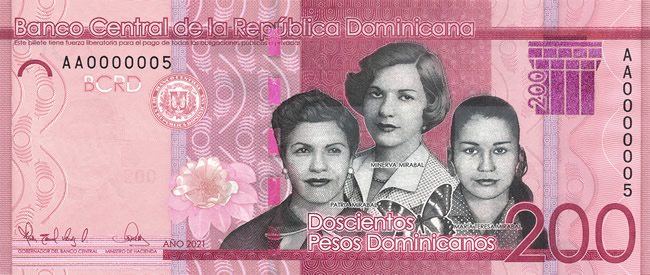 Banco Central de la República Dominicana
Este billete tiene fuerza liberatoria para el pago de todas las obligaciones públicas o privadas
AA0000005
BCRD
200
AA0000005
200
MINERVA MIRABAL
PATRIA MIRABAL
MARÍA TERESA MIRABAL
Doscientos
Pesos Dominicanos
200
AÑO 2021
GOBERNADOR DEL BANCO CENTRAL
MINISTRO DE HACIENDA